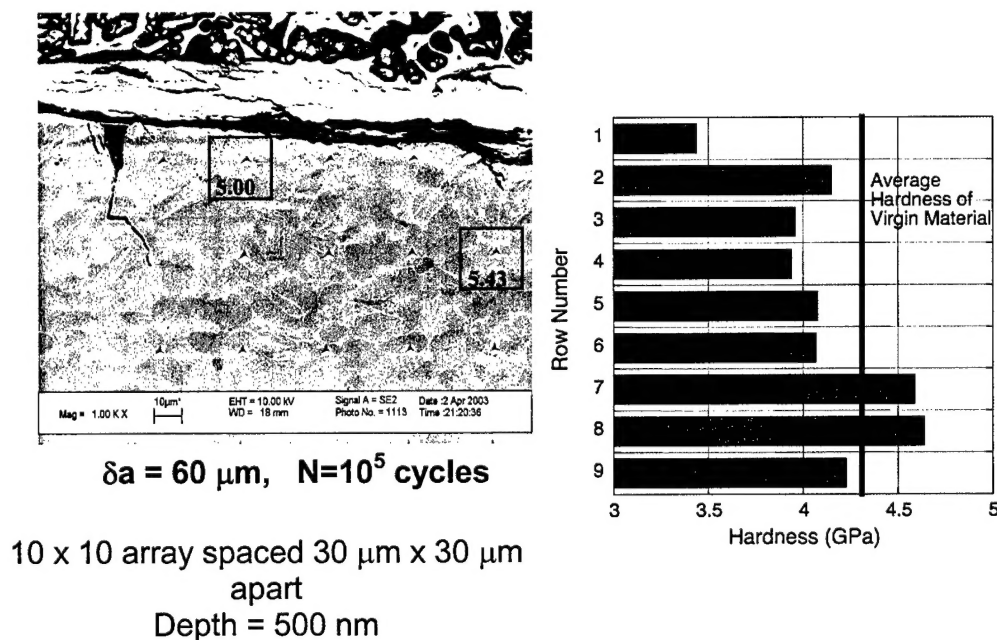 5.00
5.43
Mag = 1.00 K X
10µm
EHT = 10.00 kV
WD = 18 mm
Signal A = SE2
Photo No. = 1113
Date :2 Apr 2003
Time :21:20:36
δa = 60 μm, N=10⁵ cycles
10 x 10 array spaced 30 μm x 30 μm
apart
Depth = 500 nm
Row Number
1
2
3
4
5
6
7
8
9
Average
Hardness of
Virgin Material
3
3.5
4
4.5
5
Hardness (GPa)